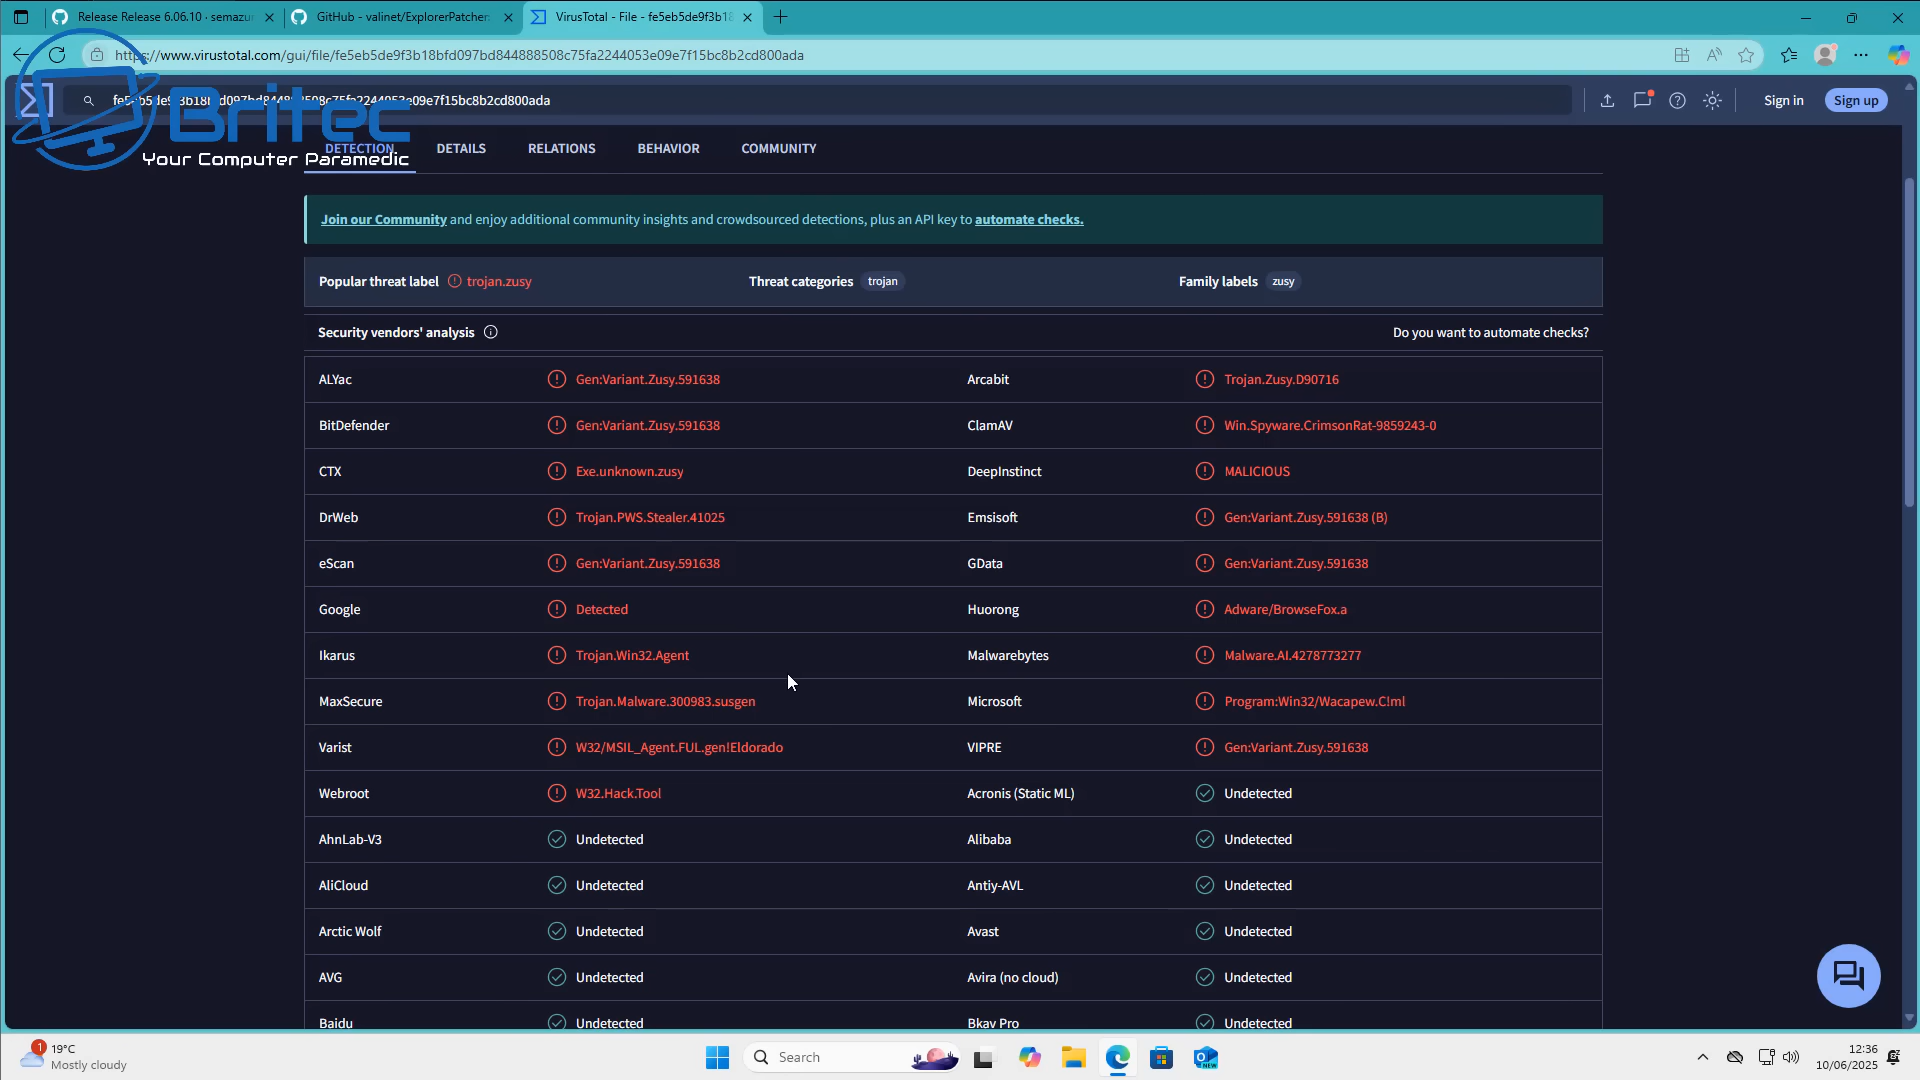 Release Release 6.06.10 · semazur
GitHub - valinet/ExplorerPatcher:
VirusTotal - File - fe5eb5de9f3b18
https://www.virustotal.com/gui/file/fe5eb5de9f3b18bfd097bd844888508c75fa2244053e09e7f15bc8b2cd800ada
Sign in
Sign up
Britec
Your Computer Paramedic
DETECTION
DETAILS
RELATIONS
BEHAVIOR
COMMUNITY
Join our Community and enjoy additional community insights and crowdsourced detections, plus an API key to automate checks.
Popular threat label trojan.zusy
Threat categories trojan
Family labels zusy
Security vendors' analysis
Do you want to automate checks?
ALYac Gen:Variant.Zusy.591638 Arcabit Trojan.Zusy.D90716
BitDefender Gen:Variant.Zusy.591638 ClamAV Win.Spyware.CrimsonRat-9859243-0
CTX Exe.unknown.zusy DeepInstinct MALICIOUS
DrWeb Trojan.PWS.Stealer.41025 Emsisoft Gen:Variant.Zusy.591638 (B)
eScan Gen:Variant.Zusy.591638 GData Gen:Variant.Zusy.591638
Google Detected Huorong Adware/BrowseFox.a
Ikarus Trojan.Win32.Agent Malwarebytes Malware.AI.4278773277
MaxSecure Trojan.Malware.300983.susgen Microsoft Program:Win32/Wacapew.C!ml
Varist W32/MSIL_Agent.FUL.gen!Eldorado VIPRE Gen:Variant.Zusy.591638
Webroot W32.Hack.Tool Acronis (Static ML) Undetected
AhnLab-V3 Undetected Alibaba Undetected
AliCloud Undetected Antiy-AVL Undetected
Arctic Wolf Undetected Avast Undetected
AVG Undetected Avira (no cloud) Undetected
Baidu Undetected Bkav Pro Undetected
1
19°C
Mostly cloudy
Search
12:36
10/06/2025